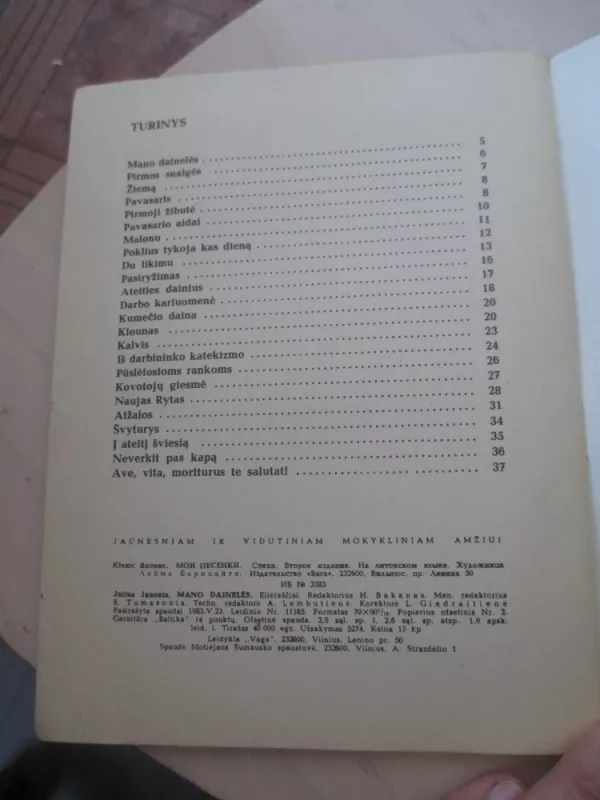 TURINYS
Mano dainelės 5
Pirmos snaigės 6
Žiemą 7
Pavasaris 8
Pirmoji žibutė 8
Pavasario aidai 10
Malonu 11
Poklius tykoja kas dieną 12
Du likimu 13
Pasiryžimas 16
Ateities dainius 17
Darbo kariuomenė 18
Kumečio daina 20
Klounas 20
Kalvis 23
Iš darbininko katekizmo 24
Pūslėtosioms rankoms 26
Kovotojų giesmė 27
Naujas Rytas 28
Atžalos 31
Švyturys 34
Į ateitį šviesią 35
Neverkit pas kapą 36
Ave, vita, moriturus te salutat! 37
JAUNESNIAM IR VIDUTINIAM MOKYKLINIAM AMŽIUI
Юлюс Янонис. МОИ ПЕСЕНКИ. Стихи. Второе издание. На литовском языке. Художница
Лайма Барисайте. Издательство «Вага», 232600, Вильнюс, пр. Ленина 50
ИБ № 3383
Julius Janonis. MANO DAINELĖS. Eilėraščiai. Redaktorius H. Bakanas. Men. redaktorius
R. Tumasonis. Techn. redaktorė A. Lembutienė. Korektorė L. Giedraitienė
Pasirašyta spaudai 1983.V.23. Leidinio Nr. 11165. Formatas 70×90¹/₁₆. Popierius ofsetinis Nr. 2.
Garnitūra „Baltika“ 14 punktų. Ofsetinė spauda. 2,9 sąl. sp. l. 2,6 sąl. sp. atsp. 1,9 apsk.
leid. l. Tiražas 40 000 egz. Užsakymas 5274. Kaina 15 kp
Leidykla „Vaga“, 232600, Vilnius, Lenino pr. 50
Spaudė Motiejaus Šumausko spaustuvė, 232600, Vilnius, A. Strazdelio 1